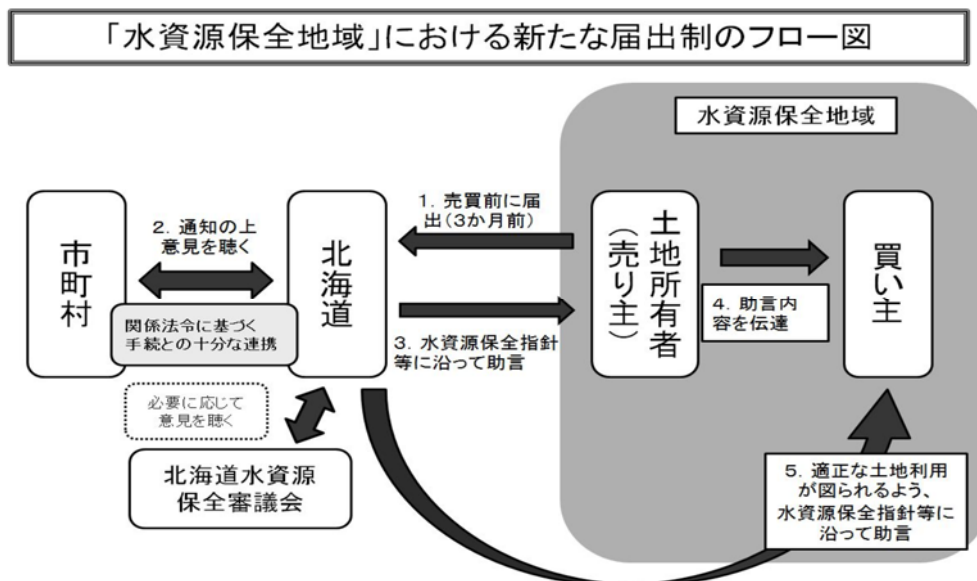 「水資源保全地域」における新たな届出制のフロー図
水資源保全地域
1. 売買前に届
出(3か月前)
2. 通知の上
意見を聴く
市町村
北海道
土地所有者
(売り主)
買い主
関係法令に基づく
手続との十分な連携
3. 水資源保全指針
等に沿って助言
4. 助言内
容を伝達
必要に応じて
意見を聴く
北海道水資源
保全審議会
5. 適正な土地利用
が図られるよう、
水資源保全指針等に
沿って助言